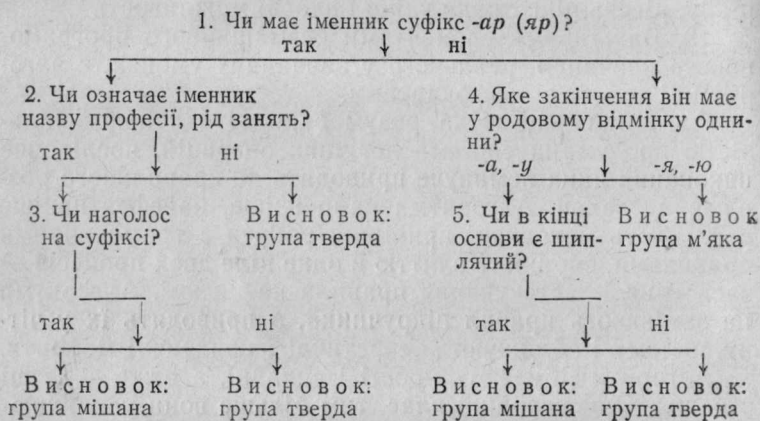 1. Чи має іменник суфікс -ар (яр)?
так ні
2. Чи означає іменник
назву професії, рід занять?
4. Яке закінчення він має
у родовому відмінку одни-
ни?
так ні
-а, -у -я, -ю
3. Чи наголос
на суфіксі?
Висновок:
група тверда
5. Чи в кінці
основи є шип-
лячий?
Висновок
група м’яка
так ні
так ні
Висновок:
група мішана
Висновок:
група тверда
Висновок:
група мішана
Висновок:
група тверда